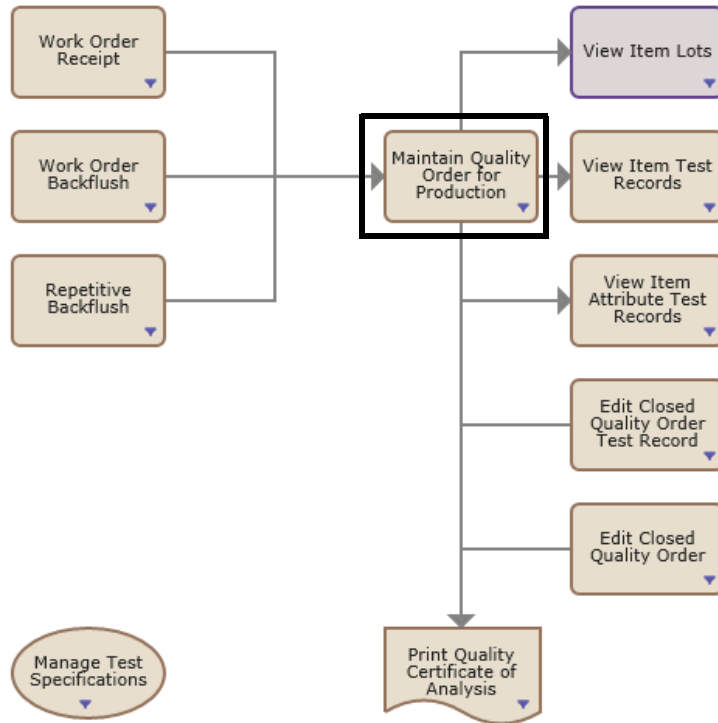 Work Order
Receipt
View Item Lots
Work Order
Backflush
Maintain Quality
Order for
Production
View Item Test
Records
Repetitive
Backflush
View Item
Attribute Test
Records
Edit Closed
Quality Order
Test Record
Edit Closed
Quality Order
Manage Test
Specifications
Print Quality
Certificate of
Analysis